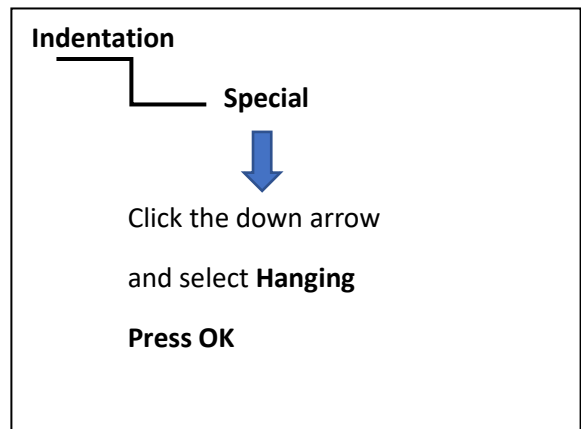 Indentation
Special
Click the down arrow
and select Hanging
Press OK